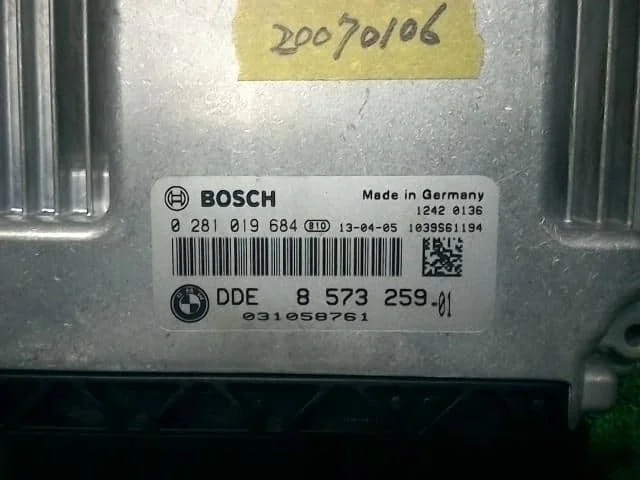 20070106
BOSCH
Made in Germany
1242 0136
0 281 019 684 B10 13-04-05 1039S61194
DDE 8 573 259-01
031058761